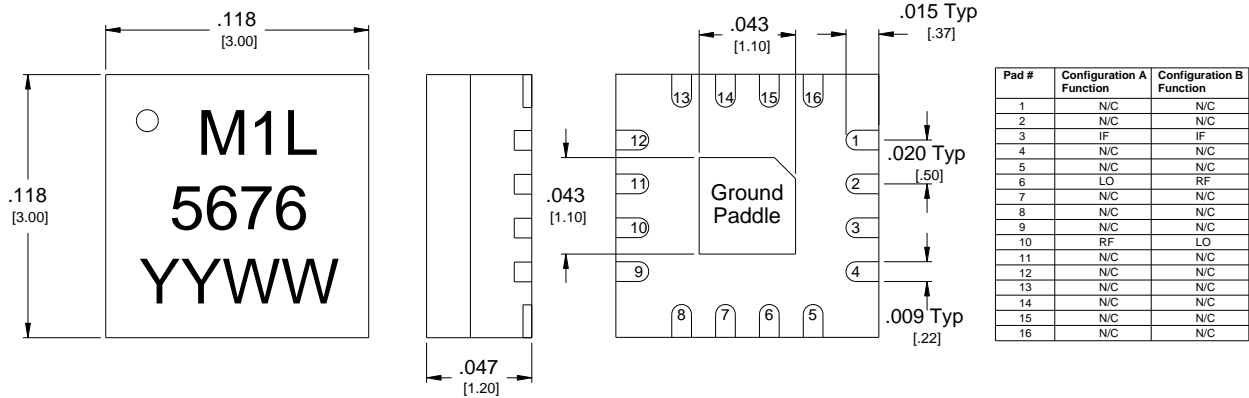 .118
[3.00]
.118
[3.00]
M1L
5676
YYWW
.047
[1.20]
.043
[1.10]
.015 Typ
[.37]
13 14 15 16
12
11
10
9
1
2
3
4
8 7 6 5
.043
[1.10]
Ground
Paddle
.020 Typ
[.50]
.009 Typ
[.22]
Pad # Configuration A Function Configuration B Function
1 N/C N/C
2 N/C N/C
3 IF IF
4 N/C N/C
5 N/C N/C
6 LO RF
7 N/C N/C
8 N/C N/C
9 N/C N/C
10 RF LO
11 N/C N/C
12 N/C N/C
13 N/C N/C
14 N/C N/C
15 N/C N/C
16 N/C N/C